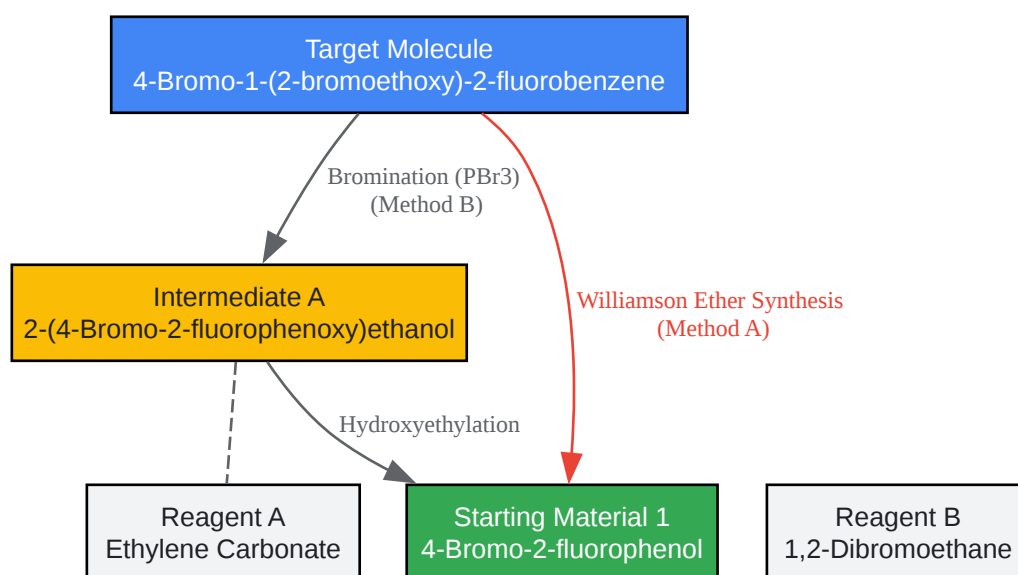 Target Molecule
4-Bromo-1-(2-bromoethoxy)-2-fluorobenzene
Bromination (PBr3)
(Method B)
Intermediate A
2-(4-Bromo-2-fluorophenoxy)ethanol
Williamson Ether Synthesis
(Method A)
Hydroxyethylation
Reagent A
Ethylene Carbonate
Starting Material 1
4-Bromo-2-fluorophenol
Reagent B
1,2-Dibromoethane